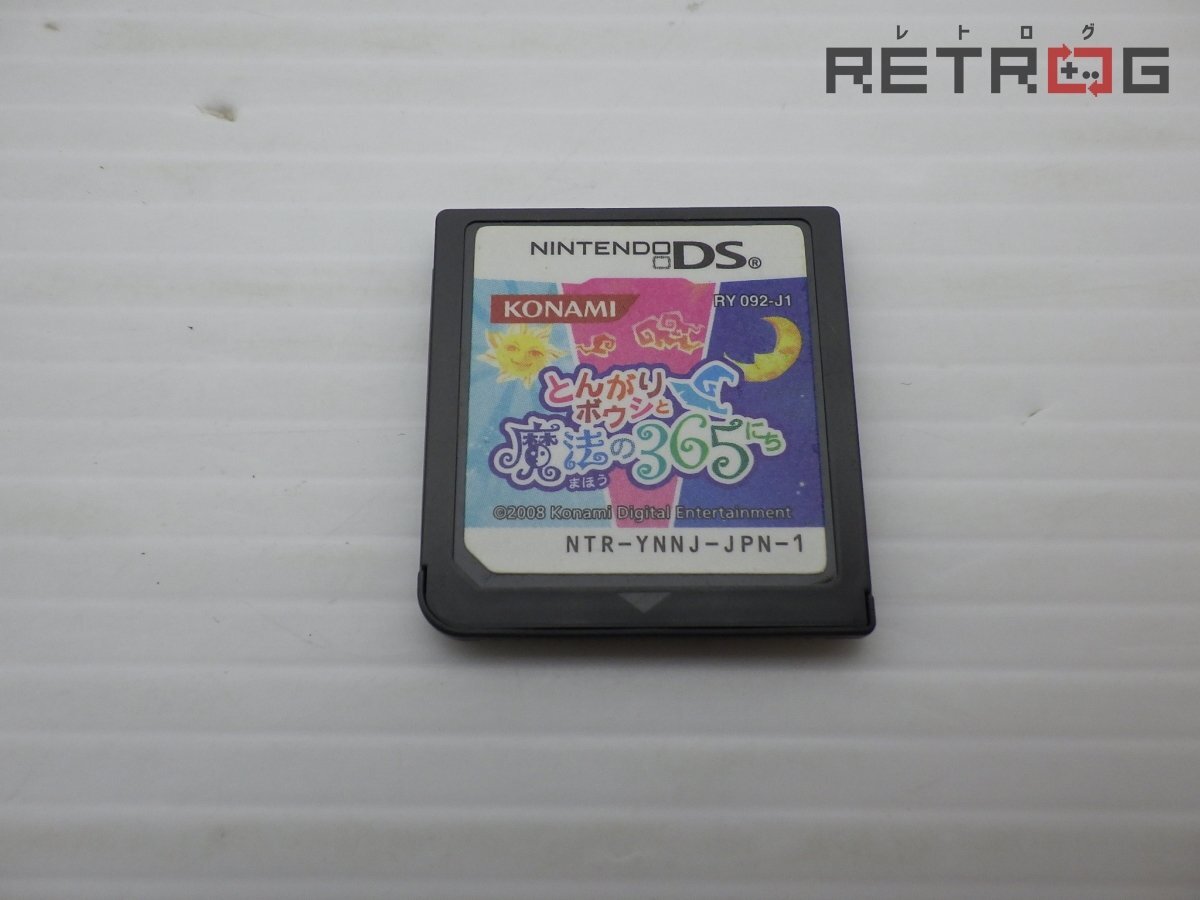 レトログ
RETROG
NINTENDO DS®
KONAMI
RY 092-J1
とんがり
ボウシと
魔法の365にち
まほう
©2008 Konami Digital Entertainment
NTR-YNNJ-JPN-1